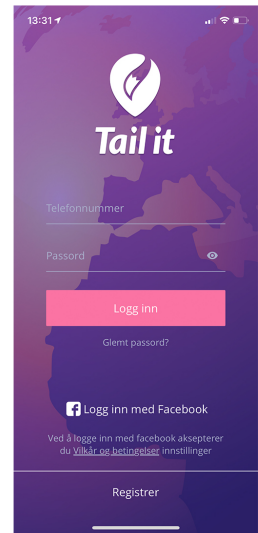 13:31
Tail it
Telefonnummer
Passord
Logg inn
Glemt passord?
Logg inn med Facebook
Ved å logge inn med facebook aksepterer
du Vilkår og betingelser innstillinger
Registrer